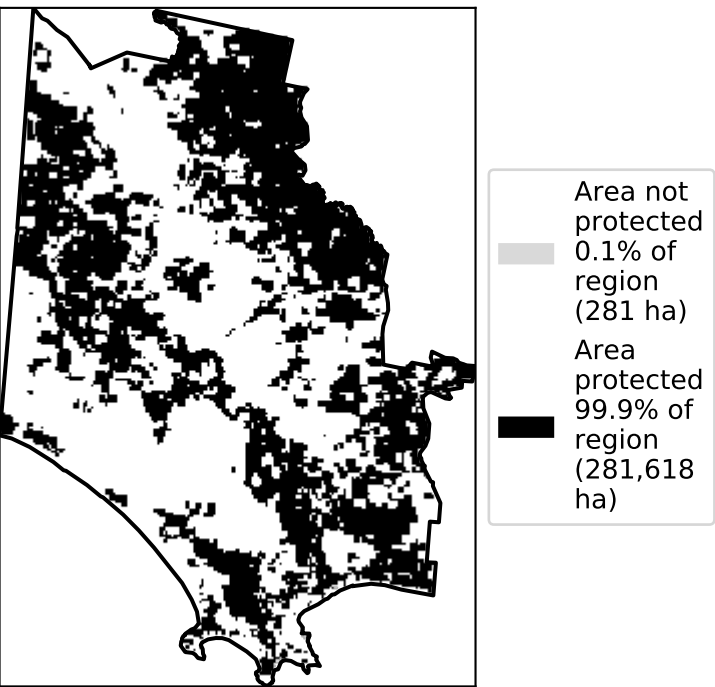 Area not
protected
0.1% of
region
(281 ha)
Area
protected
99.9% of
region
(281,618
ha)